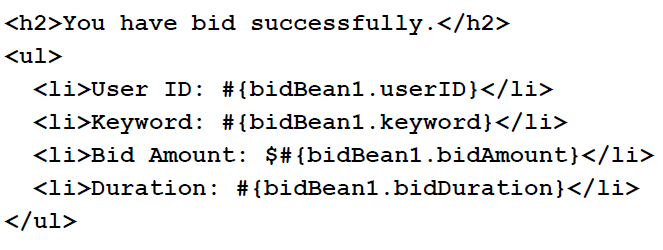 <h2>You have bid successfully.</h2>
<ul>
  <li>User ID: #{bidBean1.userID}</li>
  <li>Keyword: #{bidBean1.keyword}</li>
  <li>Bid Amount: $#{bidBean1.bidAmount}</li>
  <li>Duration: #{bidBean1.bidDuration}</li>
</ul>